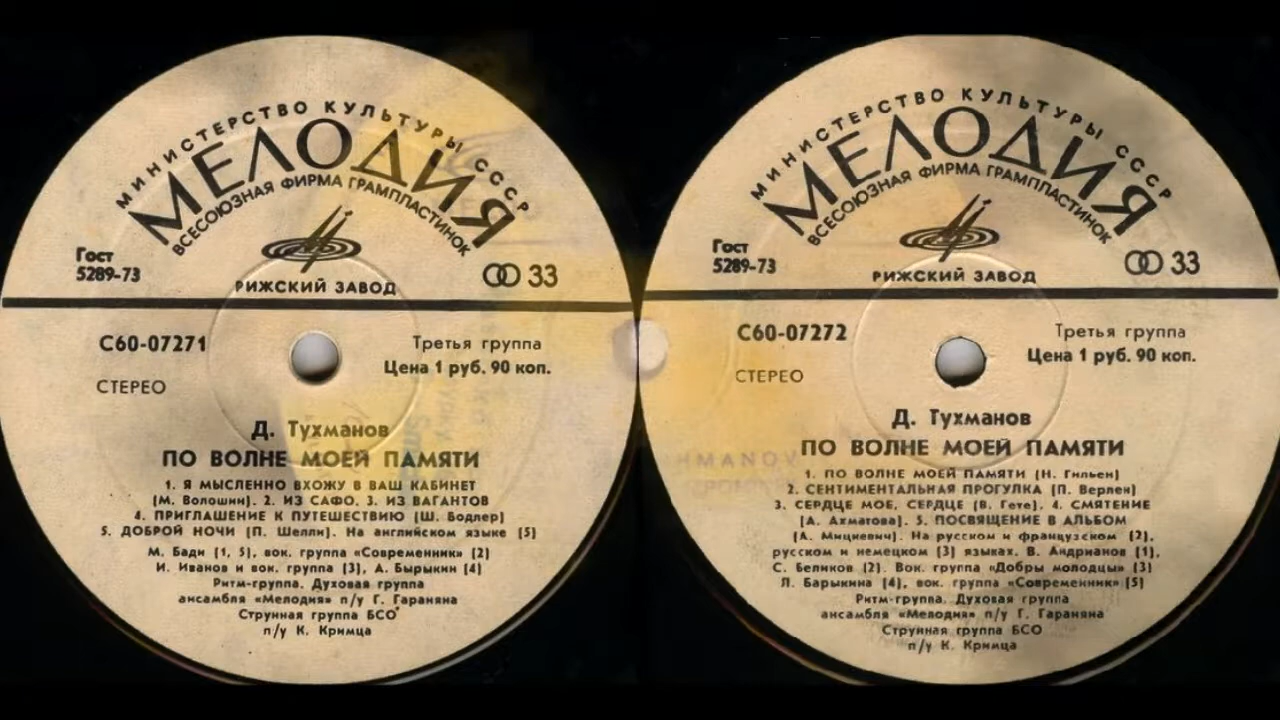 МИНИСТЕРСТВО КУЛЬТУРЫ СССР
МЕЛОДИЯ
ВСЕСОЮЗНАЯ ФИРМА ГРАМПЛАСТИНОК
Гост
5289-73
33
РИЖСКИЙ ЗАВОД
С60-07271
Третья группа
Цена 1 руб. 90 коп.
СТЕРЕО
Д. Тухманов
ПО ВОЛНЕ МОЕЙ ПАМЯТИ
1. Я МЫСЛЕННО ВХОЖУ В ВАШ КАБИНЕТ
(М. Волошин). 2. ИЗ САФО. 3. ИЗ ВАГАНТОВ
4. ПРИГЛАШЕНИЕ К ПУТЕШЕСТВИЮ (Ш. Бодлер)
5. ДОБРОЙ НОЧИ (П. Шелли). На английском языке (5)
М. Бади (1, 5), вок. группа «Современник» (2)
И. Иванов и вок. группа (3), А. Бырыкин (4)
Ритм-группа. Духовая группа
ансамбля «Мелодия» п/у Г. Гараняна
Струнная группа БСО
п/у К. Кримца
МИНИСТЕРСТВО КУЛЬТУРЫ СССР
МЕЛОДИЯ
ВСЕСОЮЗНАЯ ФИРМА ГРАМПЛАСТИНОК
Гост
5289-73
33
РИЖСКИЙ ЗАВОД
С60-07272
Третья группа
Цена 1 руб. 90 коп.
СТЕРЕО
Д. Тухманов
ПО ВОЛНЕ МОЕЙ ПАМЯТИ
1. ПО ВОЛНЕ МОЕЙ ПАМЯТИ (Н. Гильен)
2. СЕНТИМЕНТАЛЬНАЯ ПРОГУЛКА (П. Верлен)
3. СЕРДЦЕ МОЕ, СЕРДЦЕ (В. Гете). 4. СМЯТЕНИЕ
(А. Ахматова). 5. ПОСВЯЩЕНИЕ В АЛЬБОМ
(А. Мицкевич). На русском и французском (2),
русском и немецком (3) языках. В. Андрианов (1),
С. Беликов (2). Вок. группа «Добры молодцы» (3)
Л. Барыкина (4), вок. группа «Современник» (5)
Ритм-группа. Духовая группа
ансамбля «Мелодия» п/у Г. Гараняна
Струнная группа БСО
п/у К. Кримца